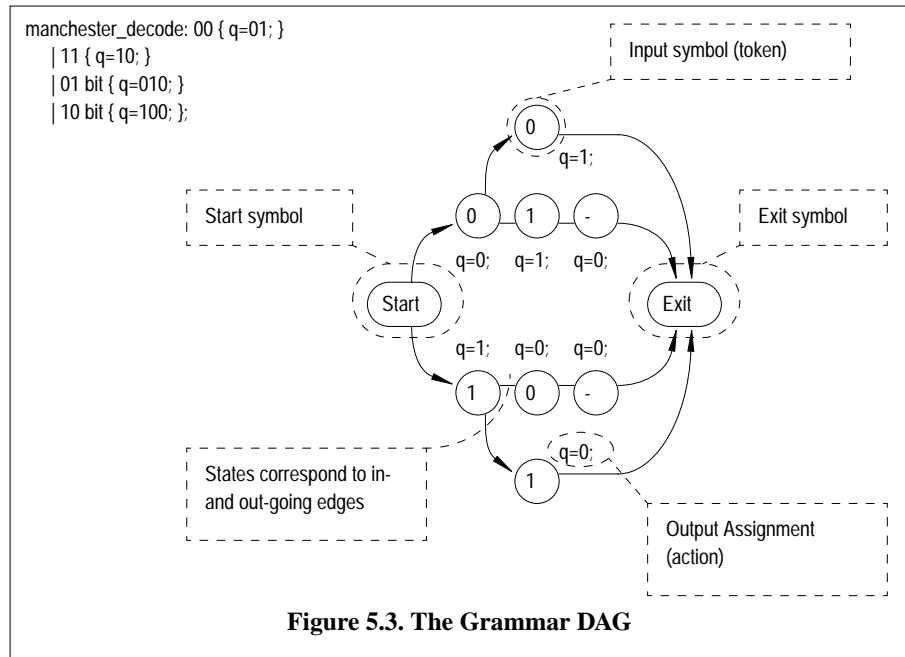 manchester_decode: 00 { q=01; }
| 11 { q=10; }
| 01 bit { q=010; }
| 10 bit { q=100; };
Input symbol (token)
0
q=1;
Start symbol
0 1 -
Exit symbol
q=0; q=1; q=0;
Start
Exit
q=1; q=0; q=0;
1 0 -
States correspond to in-
and out-going edges
q=0;
1
Output Assignment
(action)
Figure 5.3. The Grammar DAG